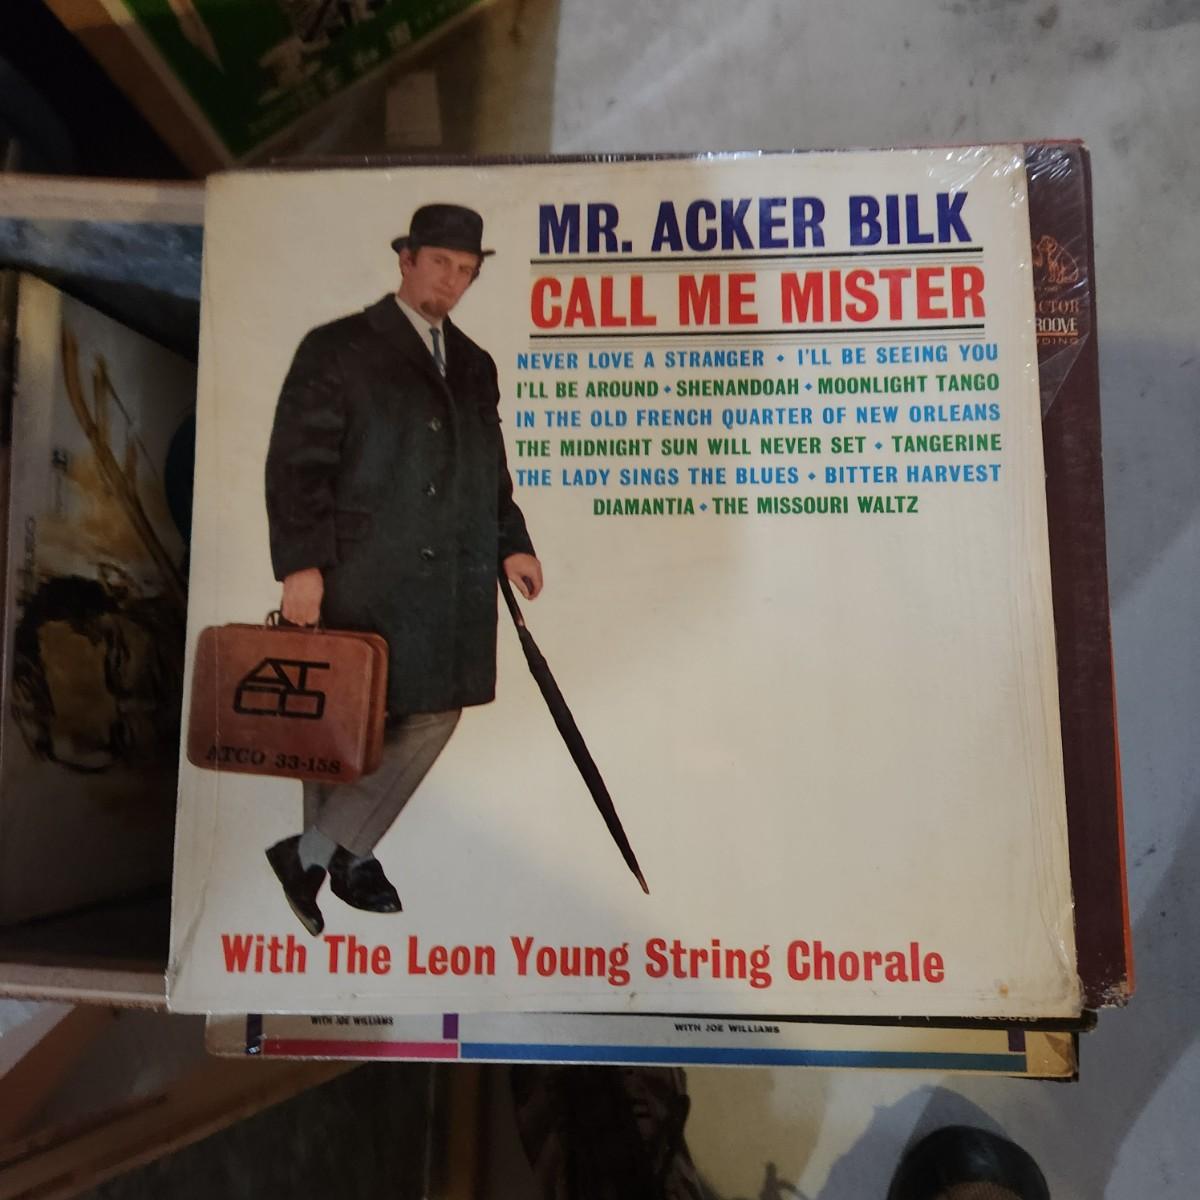 MR. ACKER BILK
CALL ME MISTER
NEVER LOVE A STRANGER • I'LL BE SEEING YOU
I'LL BE AROUND • SHENANDOAH • MOONLIGHT TANGO
IN THE OLD FRENCH QUARTER OF NEW ORLEANS
THE MIDNIGHT SUN WILL NEVER SET • TANGERINE
THE LADY SINGS THE BLUES • BITTER HARVEST
DIAMANTIA • THE MISSOURI WALTZ
ATCO
ATCO 33-158
With The Leon Young String Chorale
WITH JOE WILLIAMS
WITH JOE WILLIAMS